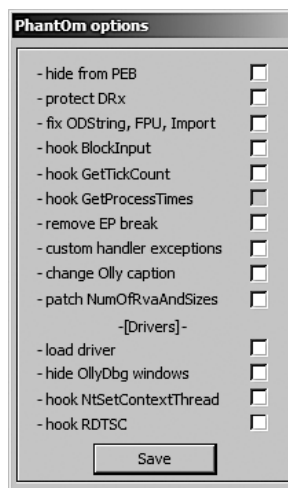 PhantOm options
- hide from PEB
- protect DRx
- fix ODString, FPU, Import
- hook BlockInput
- hook GetTickCount
- hook GetProcessTimes
- remove EP break
- custom handler exceptions
- change Olly caption
- patch NumOfRvaAndSizes
-[Drivers]-
- load driver
- hide OllyDbg windows
- hook NtSetContextThread
- hook RDTSC
Save